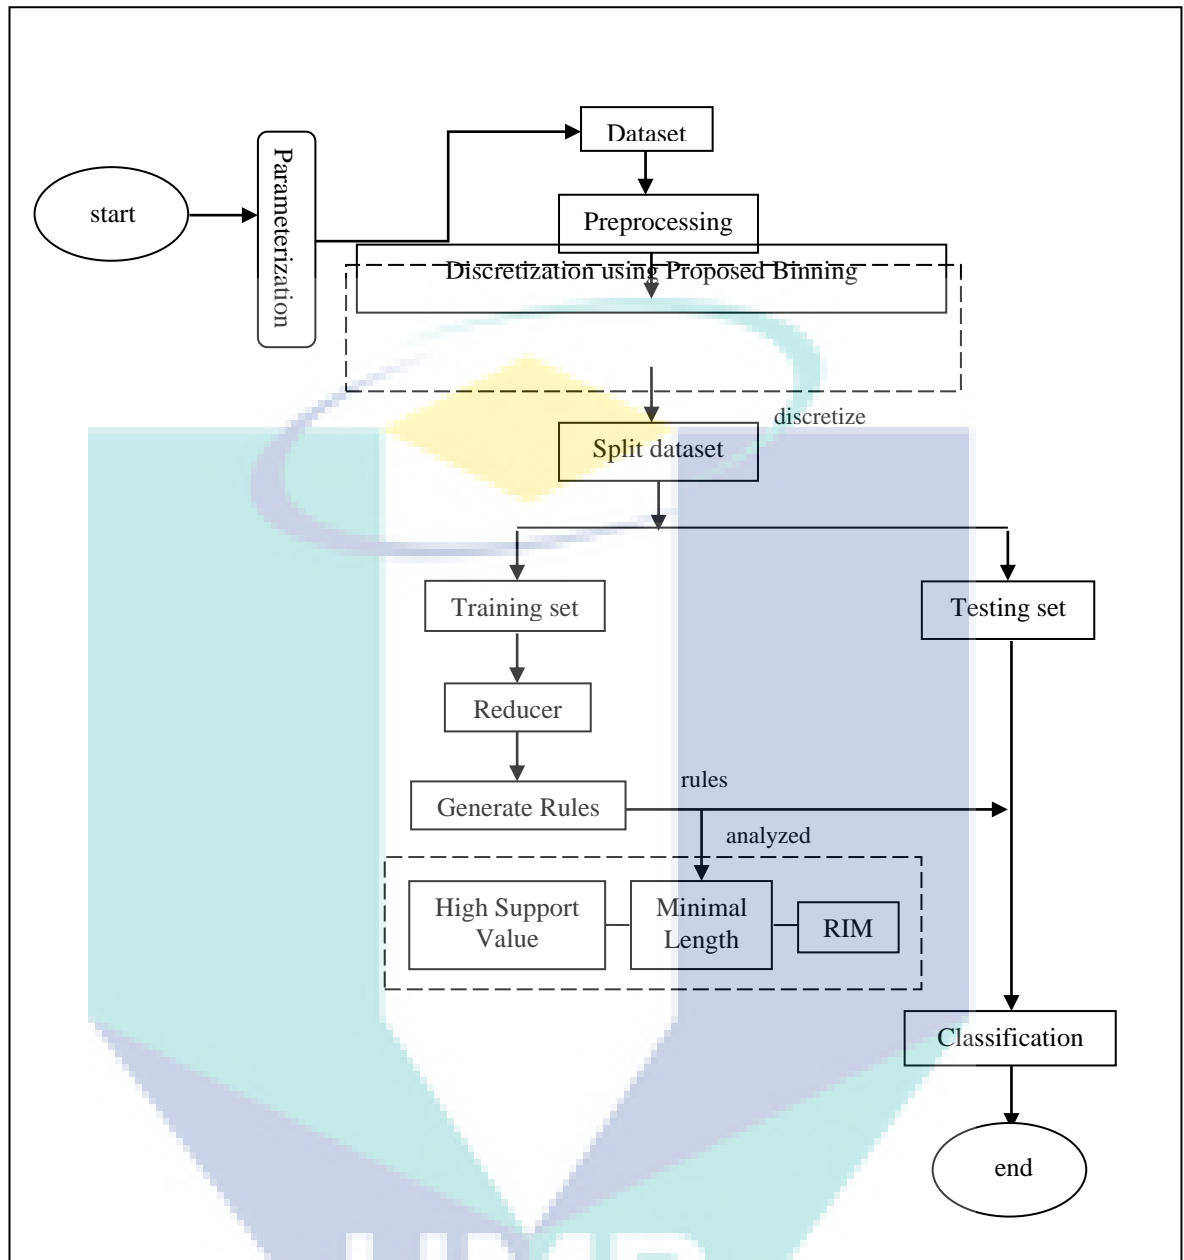 Dataset
Parameterization
start
Preprocessing
Discretization using Proposed Binning
discretize
Split dataset
Training set
Testing set
Reducer
rules
Generate Rules
analyzed
High Support
Value
Minimal
Length
RIM
Classification
end